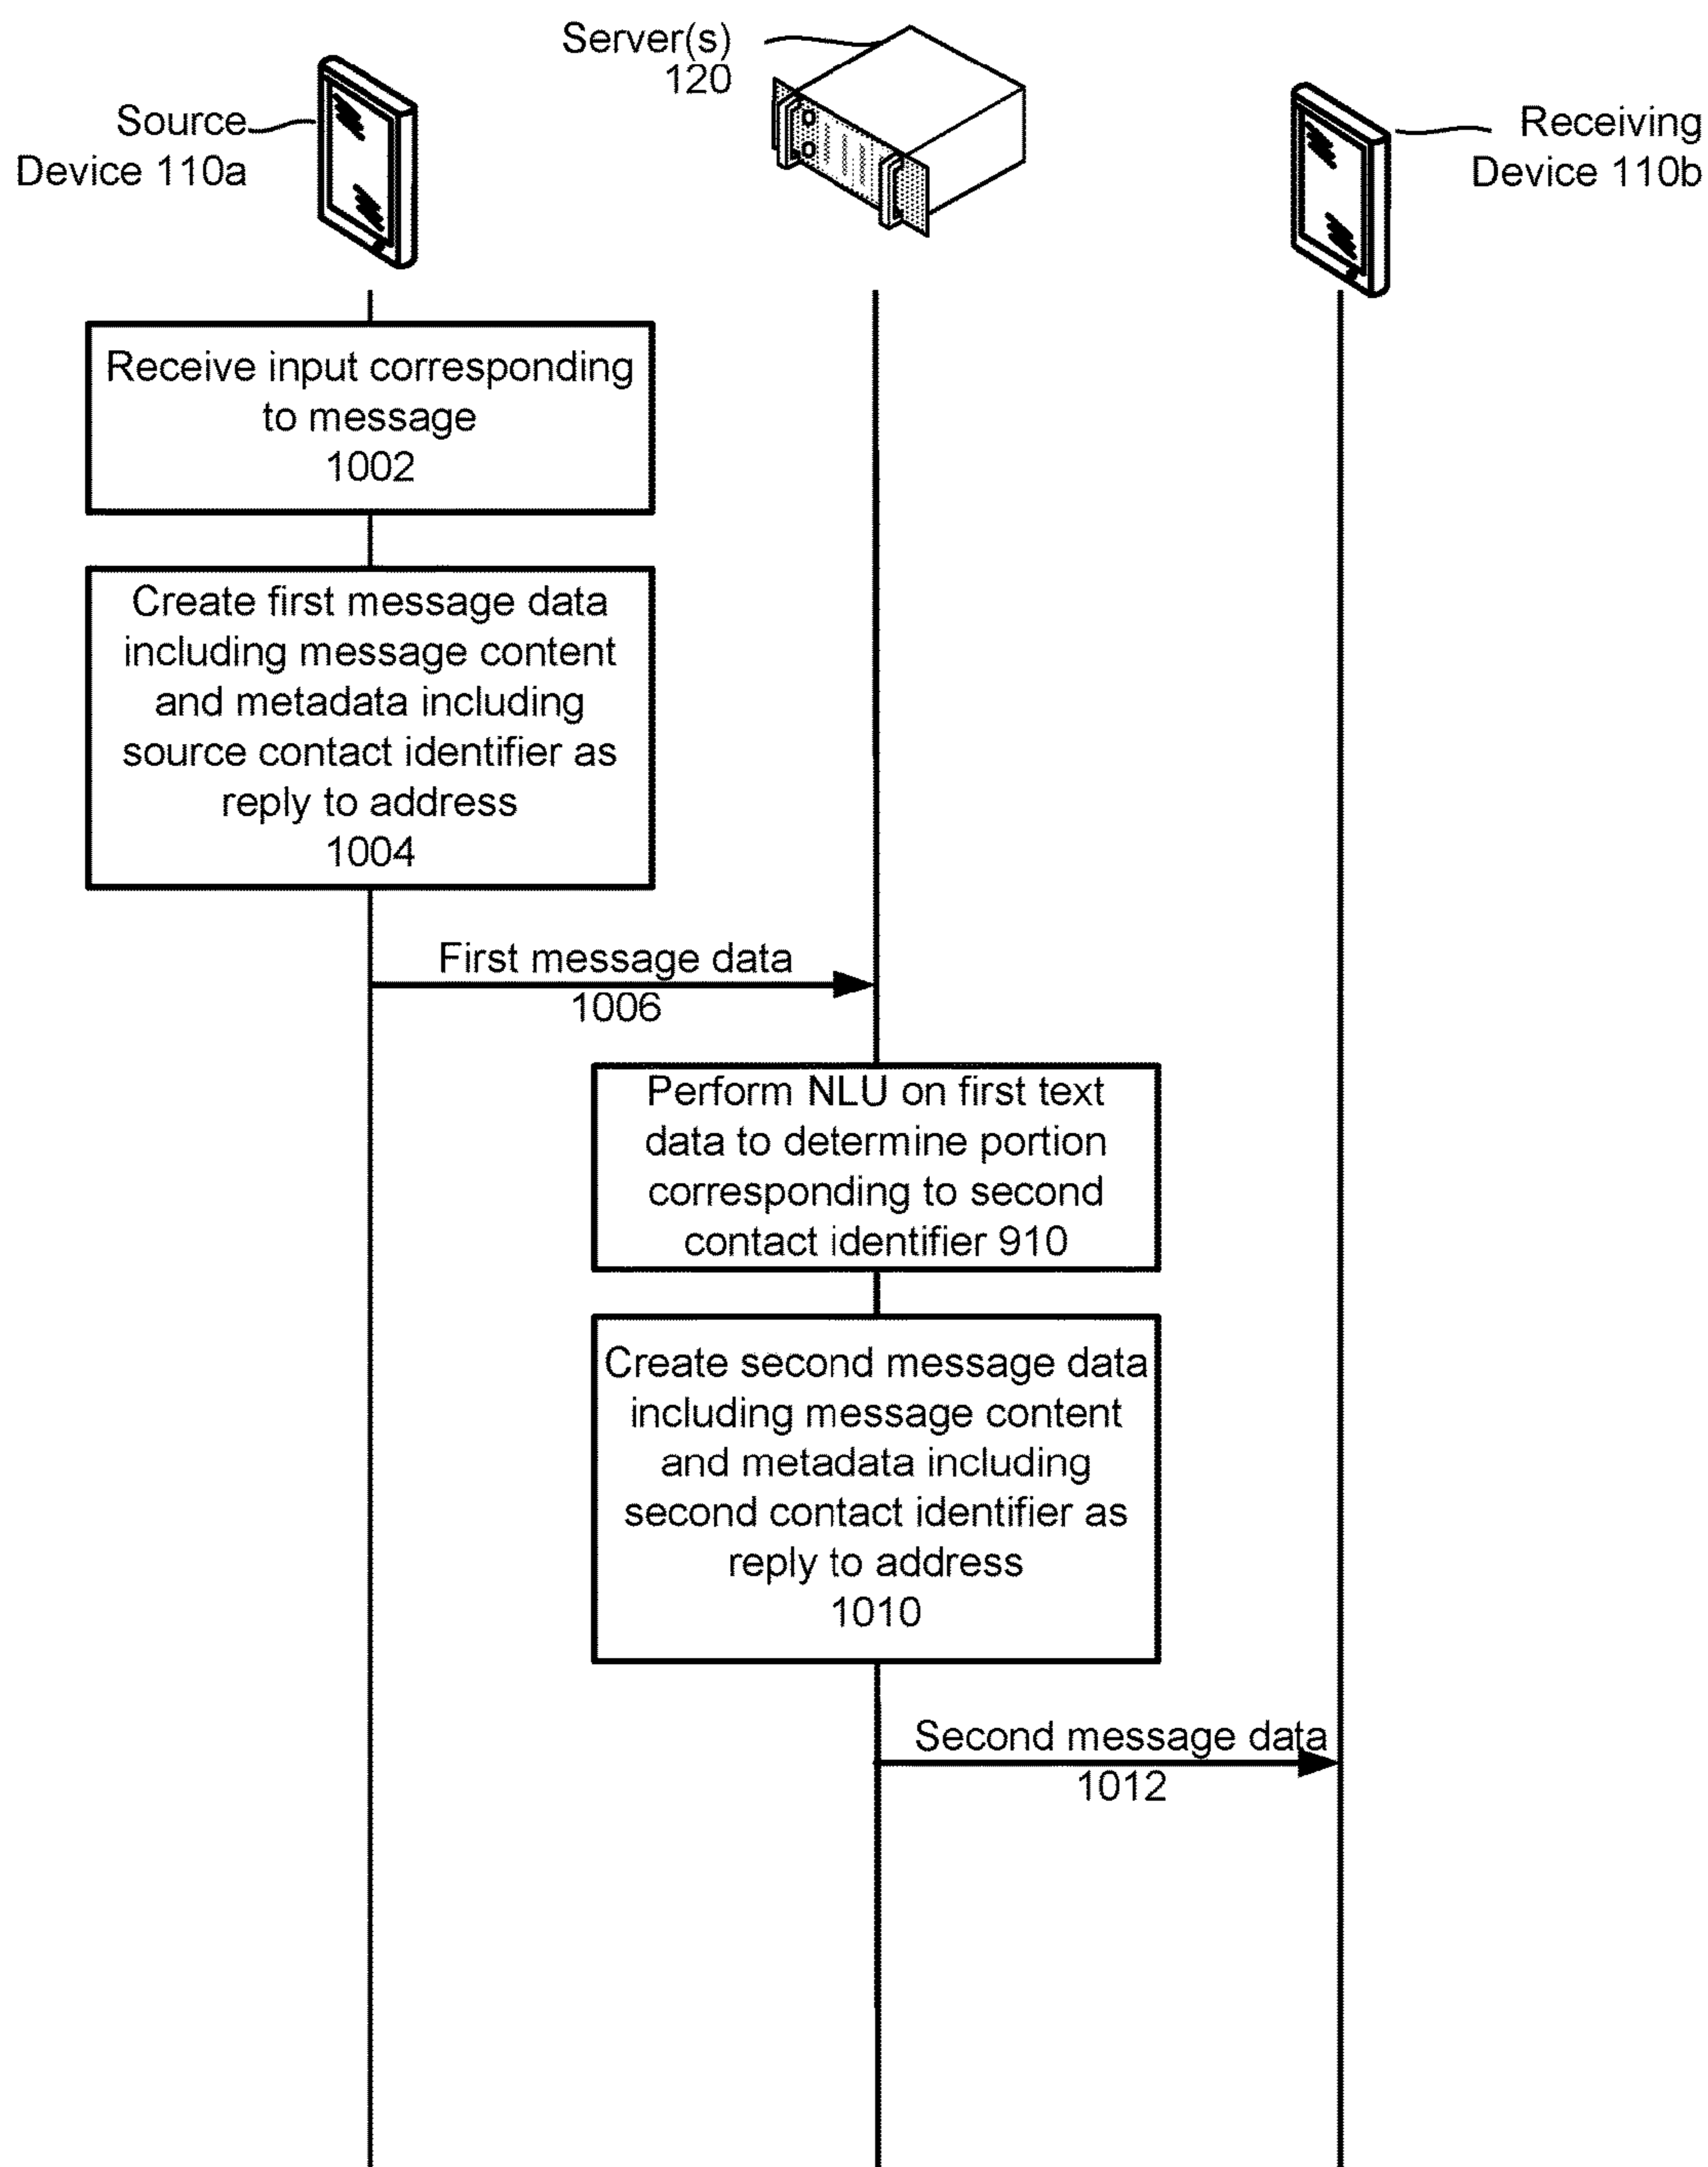 Server(s)
120
Source
Device 110a
Receiving
Device 110b
Receive input corresponding
to message
1002
Create first message data
including message content
and metadata including
source contact identifier as
reply to address
1004
First message data
1006
Perform NLU on first text
data to determine portion
corresponding to second
contact identifier 910
Create second message data
including message content
and metadata including
second contact identifier as
reply to address
1010
Second message data
1012